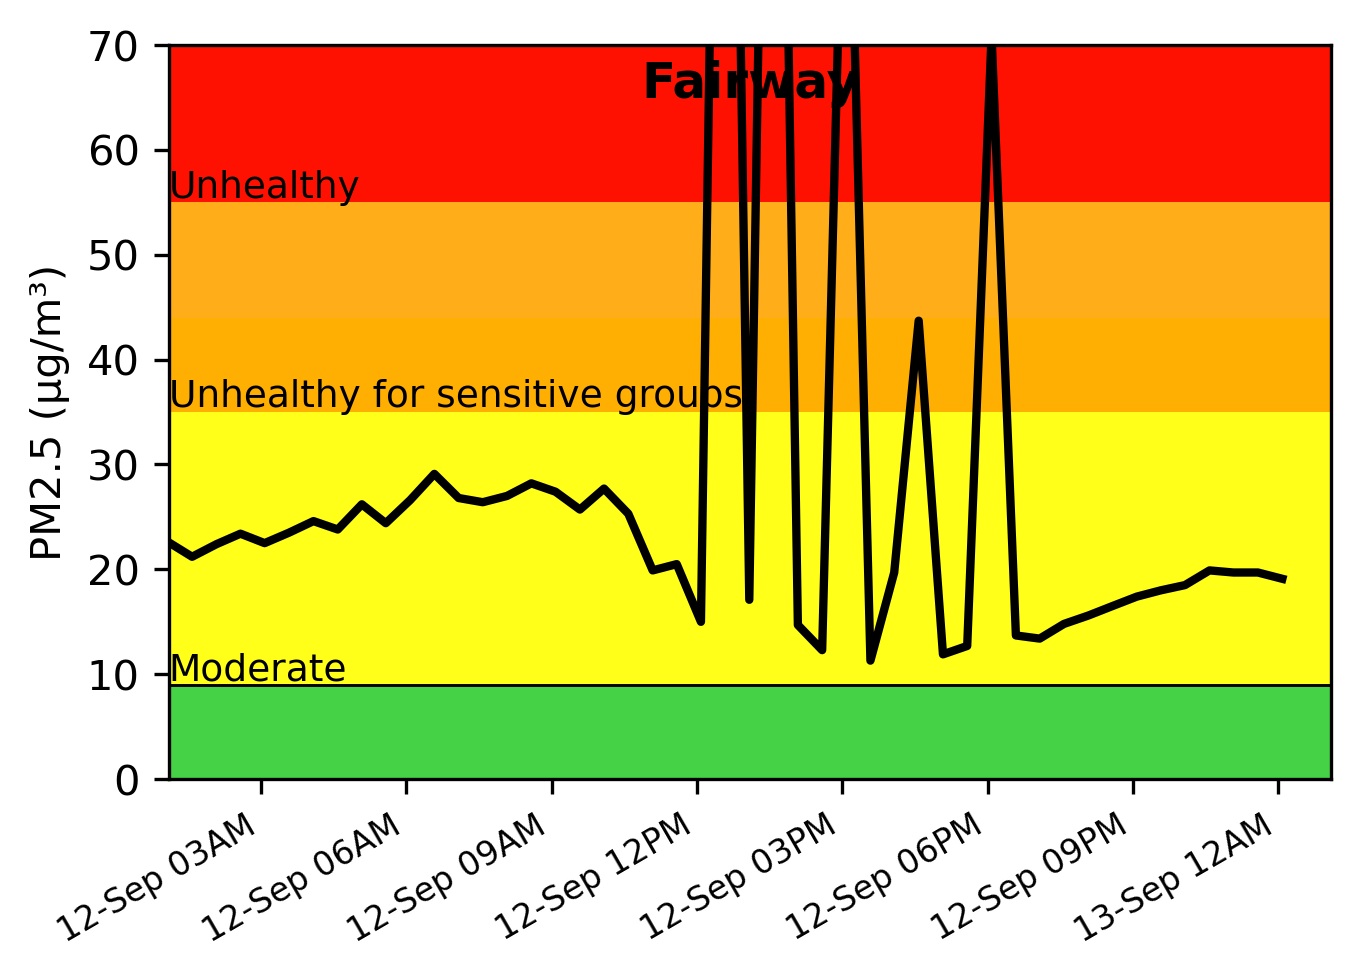 Fairway
PM2.5 (µg/m³)
70
60
50
40
30
20
10
0
Unhealthy
Unhealthy for sensitive groups
Moderate
12-Sep 03AM
12-Sep 06AM
12-Sep 09AM
12-Sep 12PM
12-Sep 03PM
12-Sep 06PM
12-Sep 09PM
13-Sep 12AM